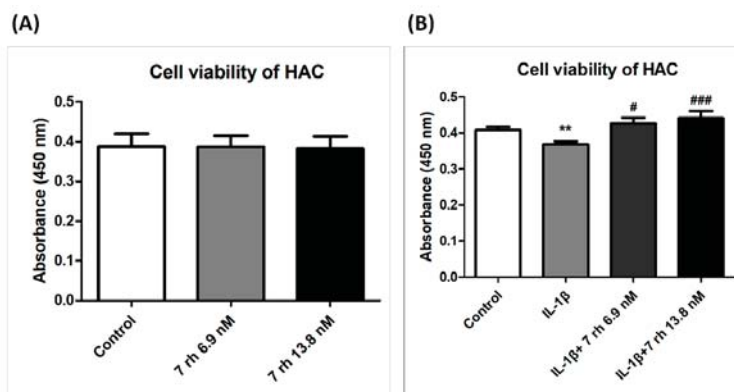 (A)
Cell viability of HAC
Absorbance (450 nm)
0.5
0.4
0.3
0.2
0.1
0.0
Control
7 rh 6.9 nM
7 rh 13.8 nM
(B)
Cell viability of HAC
Absorbance (450 nm)
0.5
0.4
0.3
0.2
0.1
0.0
**
#
###
Control
IL-1β
IL-1β+ 7 rh 6.9 nM
IL-1β+7 rh 13.8 nM